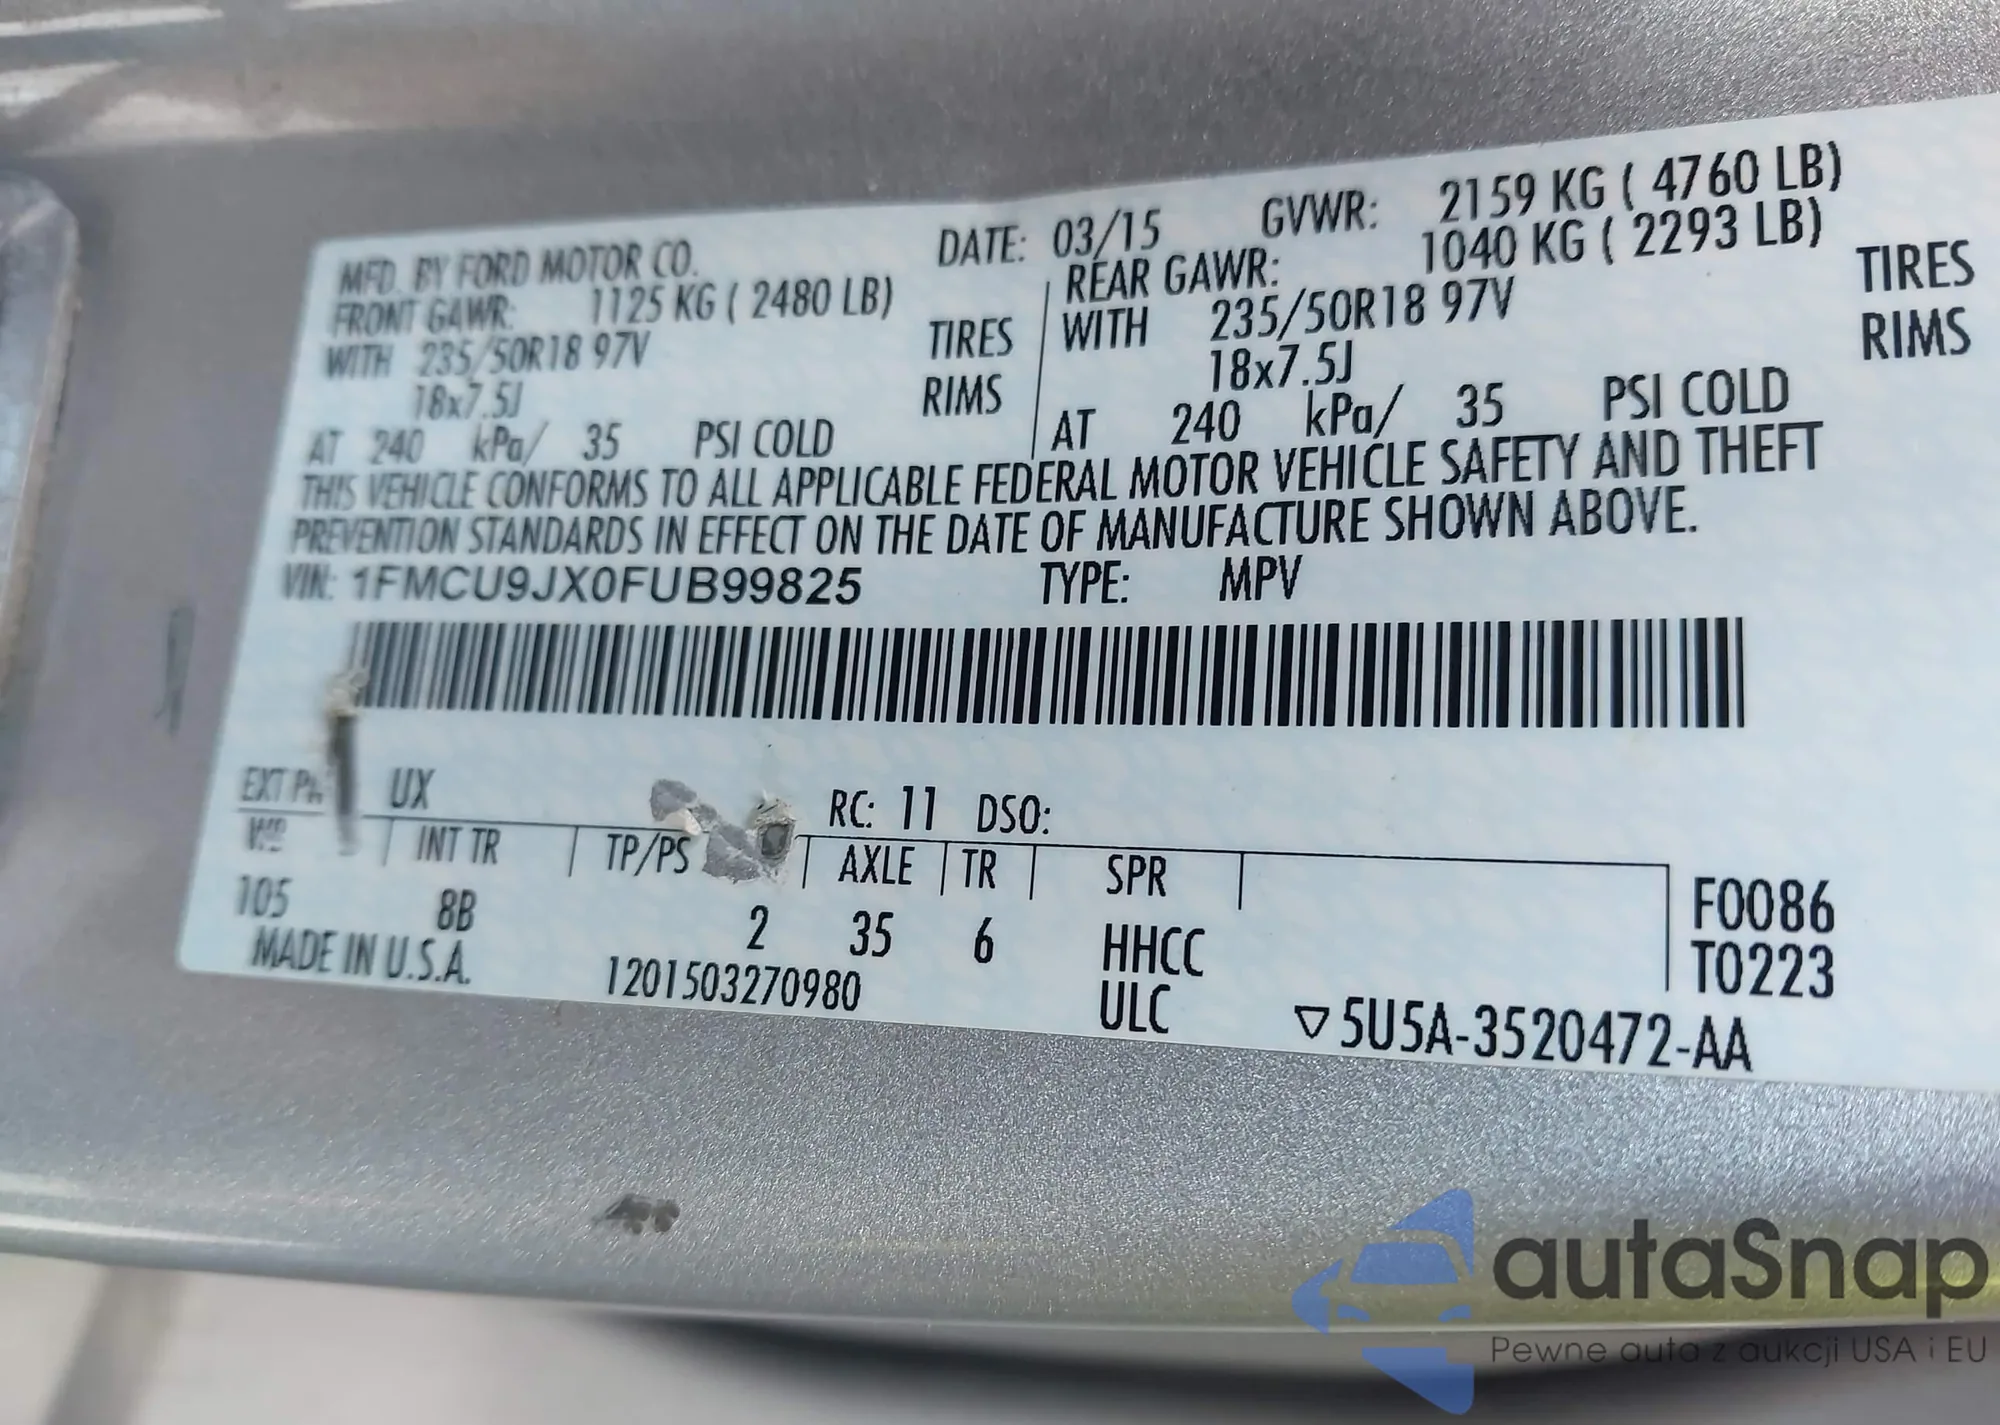 MFD. BY FORD MOTOR CO. DATE: 03/15 GVWR: 2159 KG ( 4760 LB)
FRONT GAWR: 1125 KG ( 2480 LB) REAR GAWR: 1040 KG ( 2293 LB)
WITH 235/50R18 97V TIRES WITH 235/50R18 97V TIRES
18x7.5J RIMS 18x7.5J RIMS
AT 240 kPa/ 35 PSI COLD AT 240 kPa/ 35 PSI COLD
THIS VEHICLE CONFORMS TO ALL APPLICABLE FEDERAL MOTOR VEHICLE SAFETY AND THEFT
PREVENTION STANDARDS IN EFFECT ON THE DATE OF MANUFACTURE SHOWN ABOVE.
VIN: 1FMCU9JX0FUB99825 TYPE: MPV
EXT UX RC: 11 DSO:
WB INT TR TP/PS AXLE TR SPR F0086
105 8B 2 35 6 HHCC T0223
MADE IN U.S.A. 1201503270980 ULC ▽5U5A-3520472-AA
autaSnap
Pewne auta z aukcji USA i EU